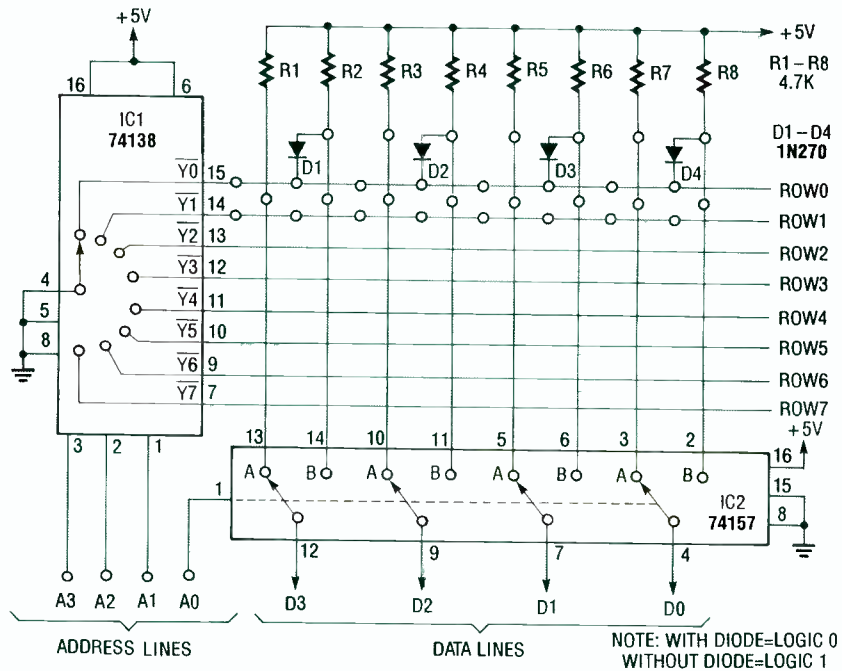 +5V
+5V
16
6
R1
R2
R3
R4
R5
R6
R7
R8
R1–R8
4.7K
IC1
74138
D1
D2
D3
D4
D1–D4
1N270
Y0 15
ROW0
Y1 14
ROW1
Y2 13
ROW2
Y3 12
ROW3
4
Y4 11
ROW4
5
Y5 10
ROW5
8
Y6 9
ROW6
Y7 7
ROW7
+5V
3
2
1
13
14
10
11
5
6
3
2
16
1
A
B
A
B
A
B
A
B
15
IC2
74157
8
12
9
7
4
A3
A2
A1
A0
D3
D2
D1
D0
ADDRESS LINES
DATA LINES
NOTE: WITH DIODE=LOGIC 0
WITHOUT DIODE=LOGIC 1